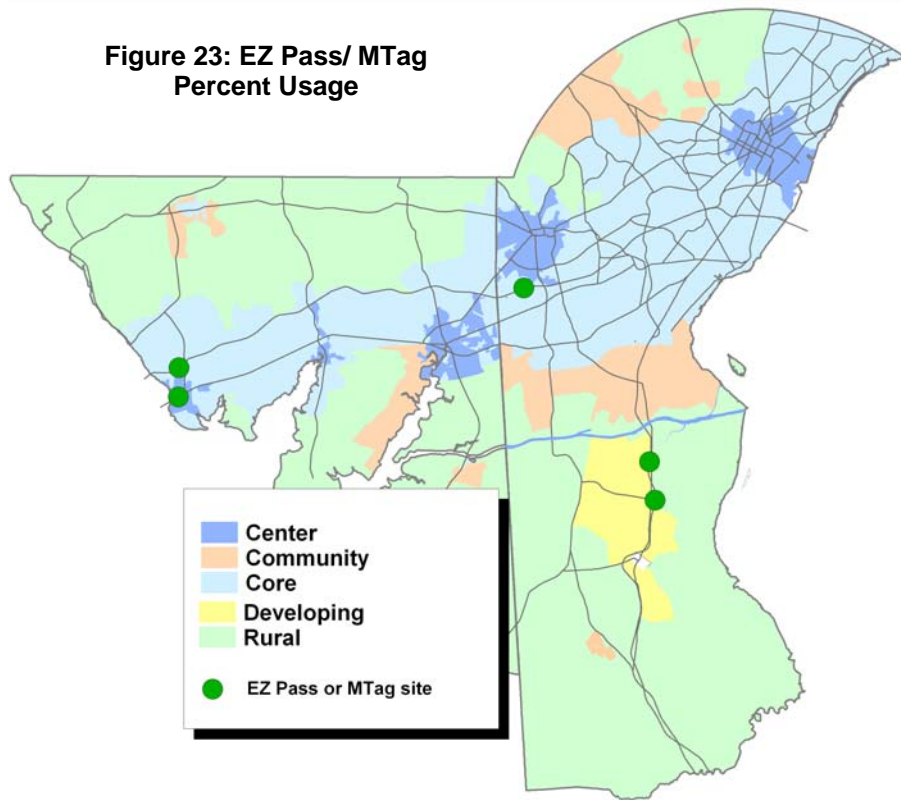 Figure 23: EZ Pass/ MTag
Percent Usage
Center
Community
Core
Developing
Rural
EZ Pass or MTag site